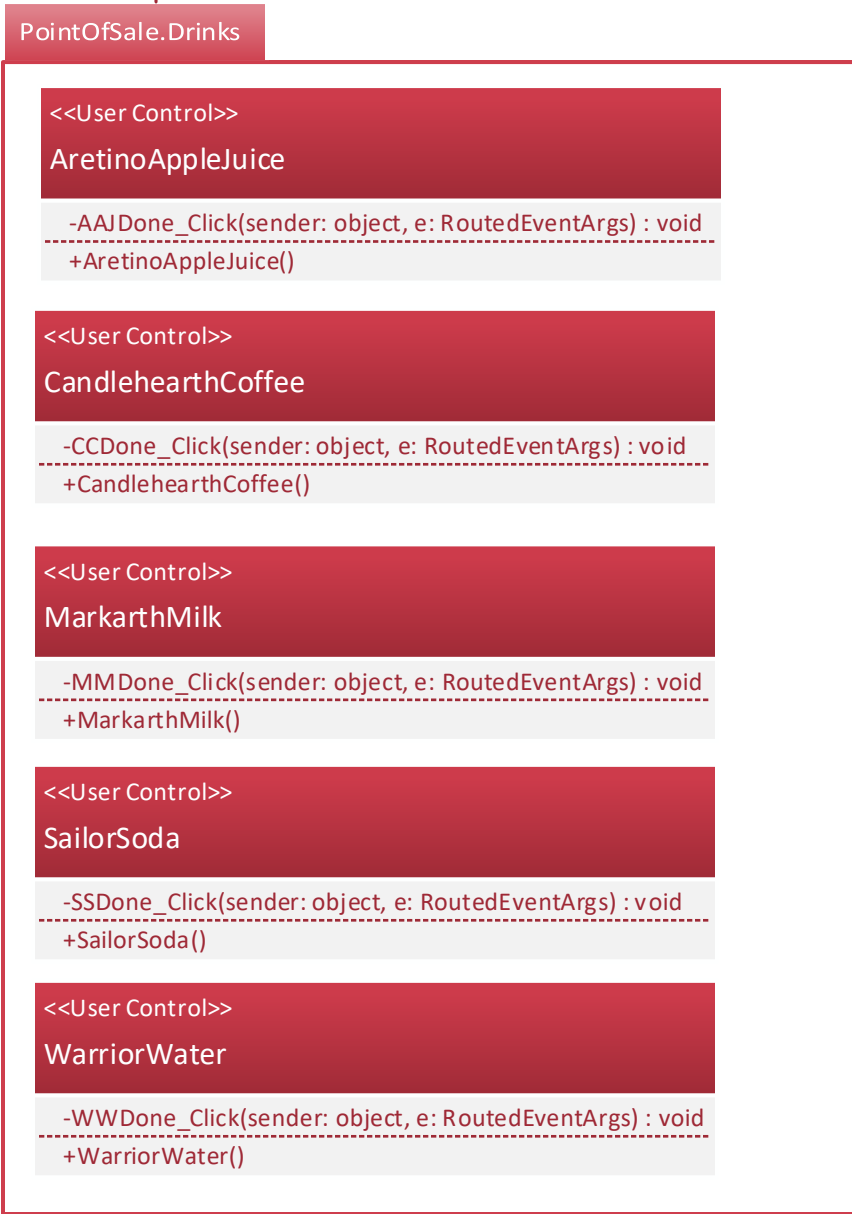 PointOfSale.Drinks
<<User Control>>
AretinoAppleJuice
-AAJDone_Click(sender: object, e: RoutedEventArgs) : void
+AretinoAppleJuice()
<<User Control>>
CandlehearthCoffee
-CCDone_Click(sender: object, e: RoutedEventArgs) : void
+CandlehearthCoffee()
<<User Control>>
MarkarthMilk
-MMDone_Click(sender: object, e: RoutedEventArgs) : void
+MarkarthMilk()
<<User Control>>
SailorSoda
-SSDone_Click(sender: object, e: RoutedEventArgs) : void
+SailorSoda()
<<User Control>>
WarriorWater
-WWDone_Click(sender: object, e: RoutedEventArgs) : void
+WarriorWater()